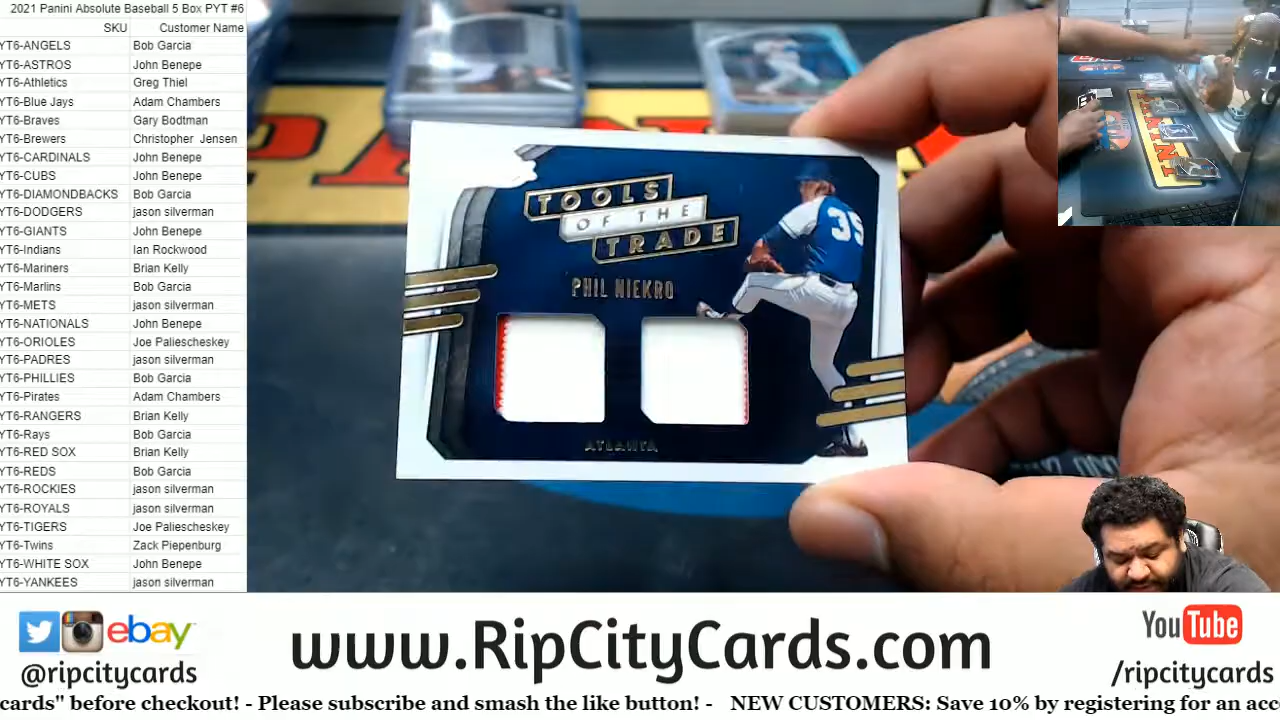 2021 Panini Absolute Baseball 5 Box PYT #6
SKU Customer Name
YT6-ANGELS Bob Garcia
YT6-ASTROS John Benepe
YT6-Athletics Greg Thiel
YT6-Blue Jays Adam Chambers
YT6-Braves Gary Bodtman
YT6-Brewers Christopher Jensen
YT6-CARDINALS John Benepe
YT6-CUBS John Benepe
YT6-DIAMONDBACKS Bob Garcia
YT6-DODGERS jason silverman
YT6-GIANTS John Benepe
YT6-Indians Ian Rockwood
YT6-Mariners Brian Kelly
YT6-Marlins Bob Garcia
YT6-METS jason silverman
YT6-NATIONALS John Benepe
YT6-ORIOLES Joe Paliescheskey
YT6-PADRES jason silverman
YT6-PHILLIES Bob Garcia
YT6-Pirates Adam Chambers
YT6-RANGERS Brian Kelly
YT6-Rays Bob Garcia
YT6-RED SOX Brian Kelly
YT6-REDS Bob Garcia
YT6-ROCKIES jason silverman
YT6-ROYALS jason silverman
YT6-TIGERS Joe Paliescheskey
YT6-Twins Zack Piepenburg
YT6-WHITE SOX John Benepe
YT6-YANKEES jason silverman
TOOLS
OF THE
TRADE
PHIL NIEKRO
35
ATLANTA
ebay
@ripcitycards
www.RipCityCards.com
YouTube
/ripcitycards
cards" before checkout! - Please subscribe and smash the like button! - NEW CUSTOMERS: Save 10% by registering for an acc